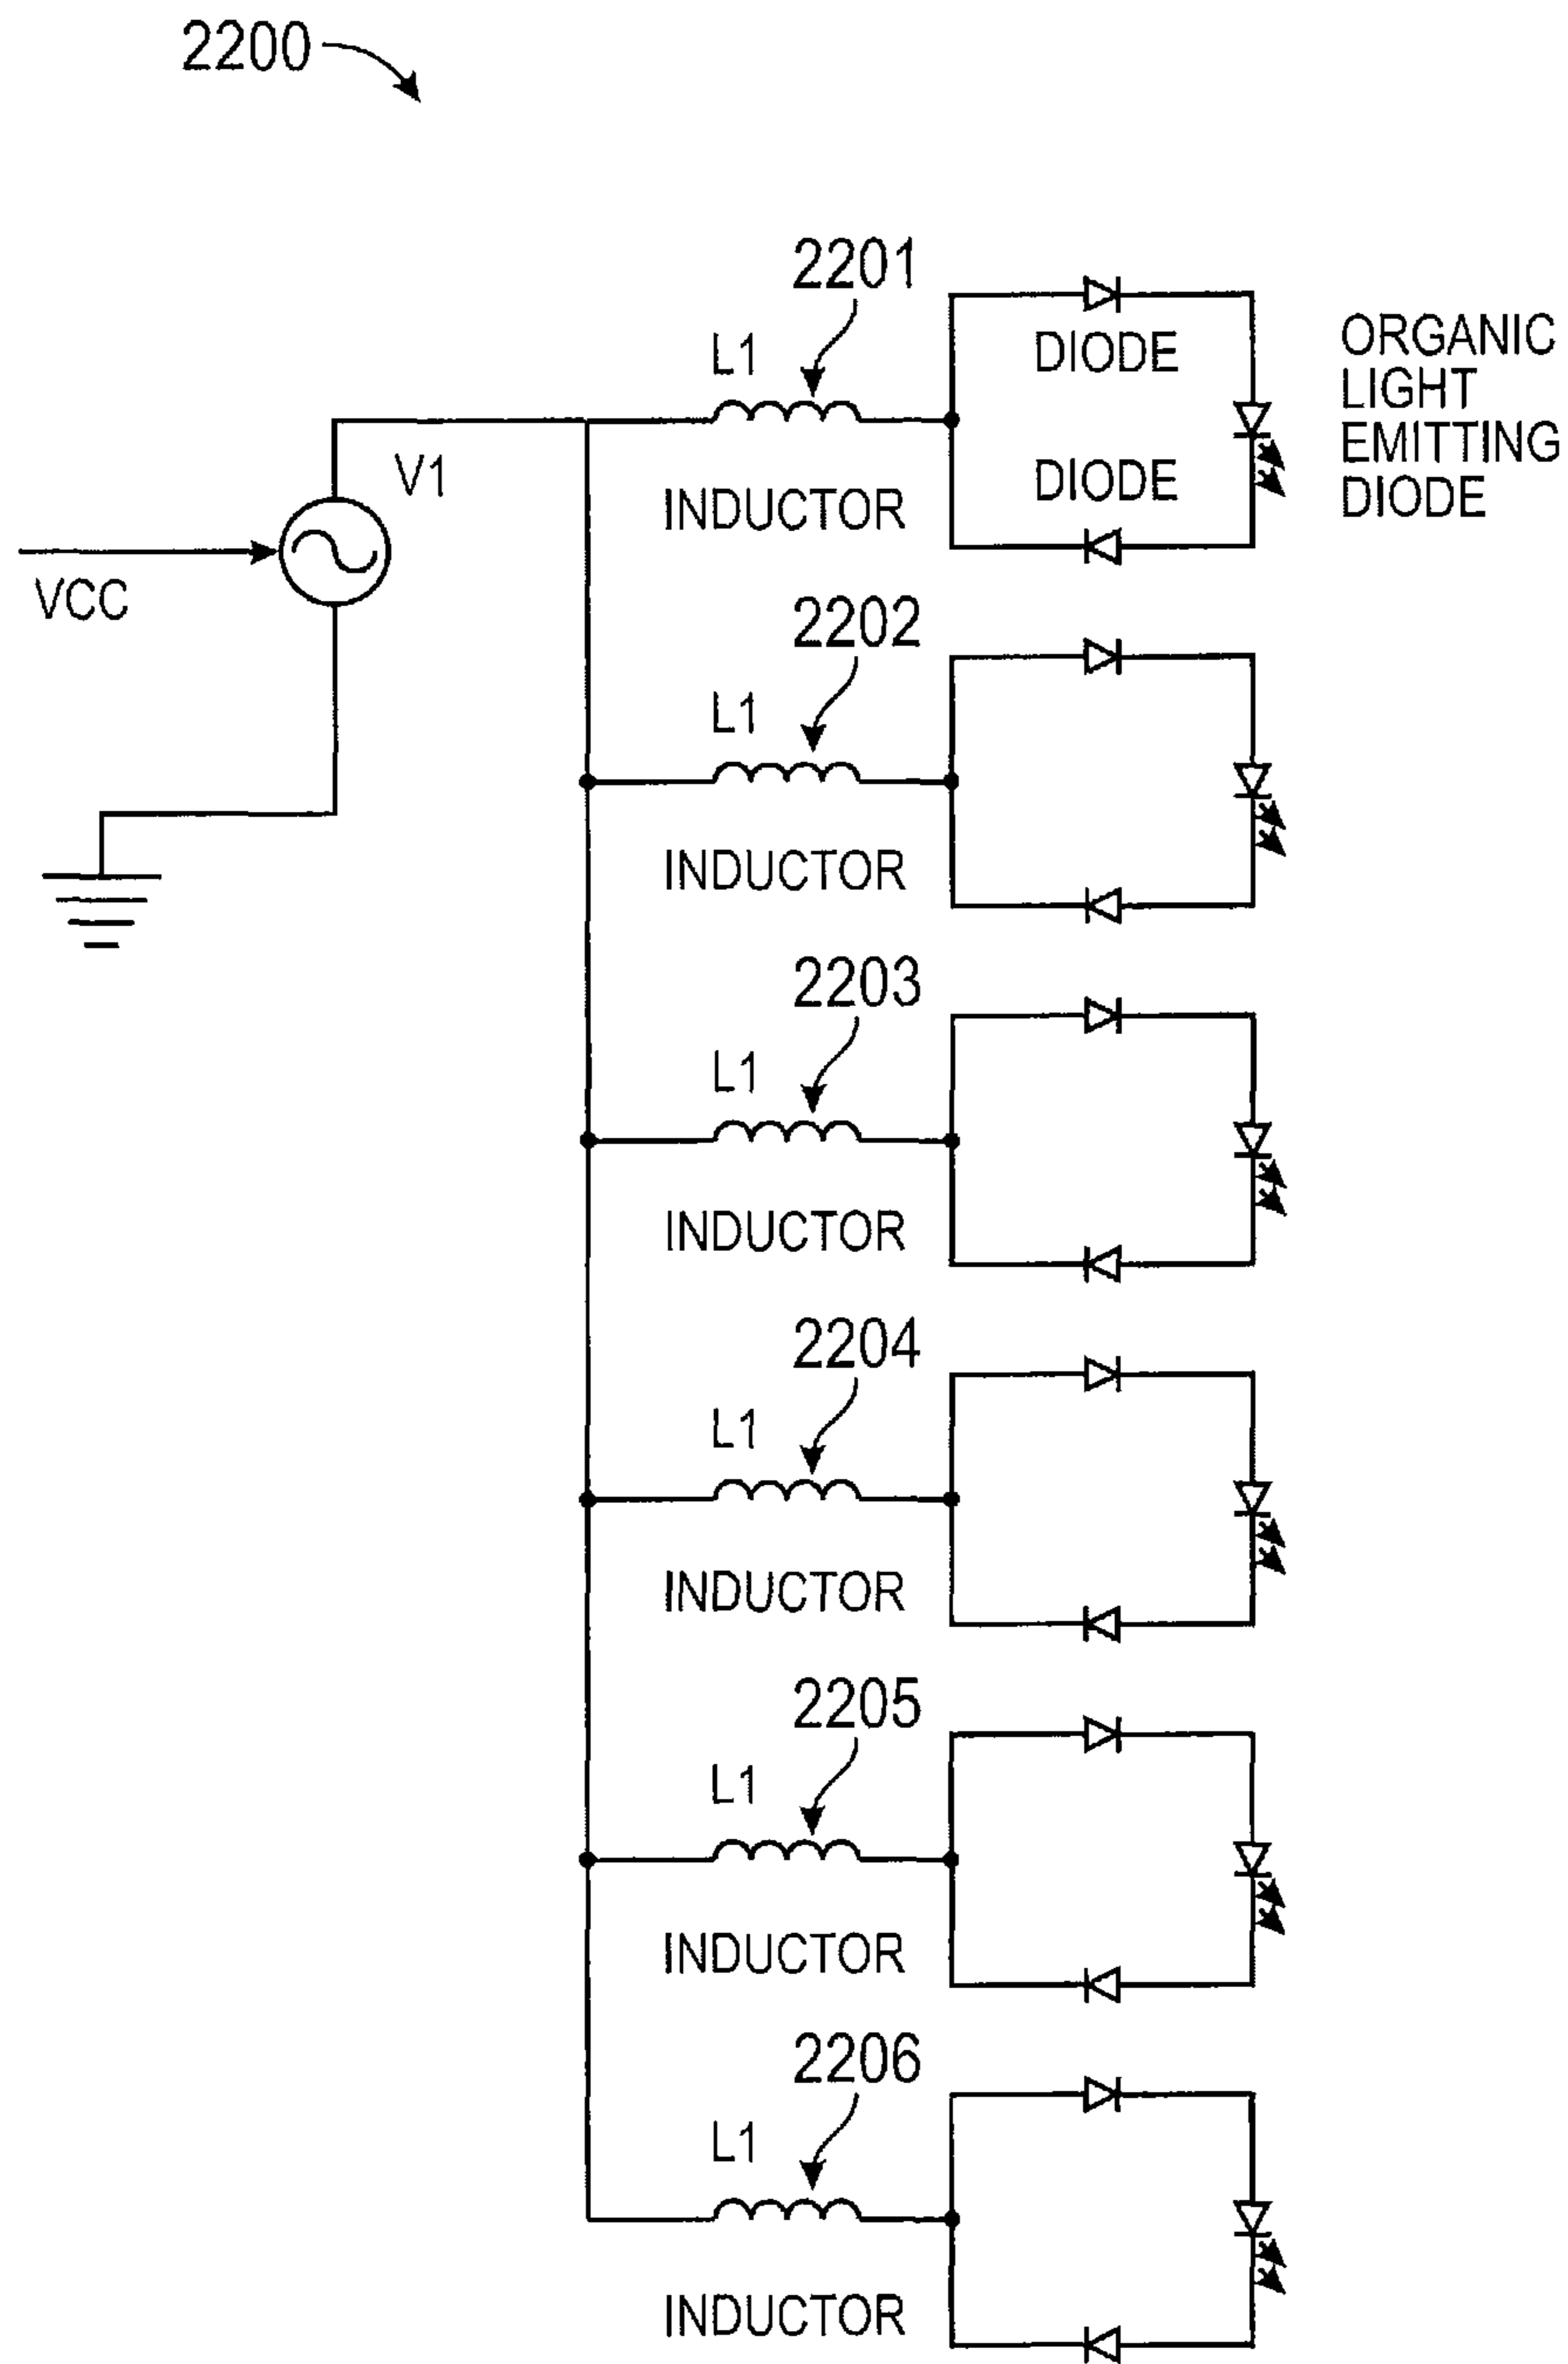 2200
2201
L1
DIODE
ORGANIC
LIGHT
EMITTING
DIODE
V1
INDUCTOR
DIODE
VCC
2202
L1
INDUCTOR
2203
L1
INDUCTOR
2204
L1
INDUCTOR
2205
L1
INDUCTOR
2206
L1
INDUCTOR